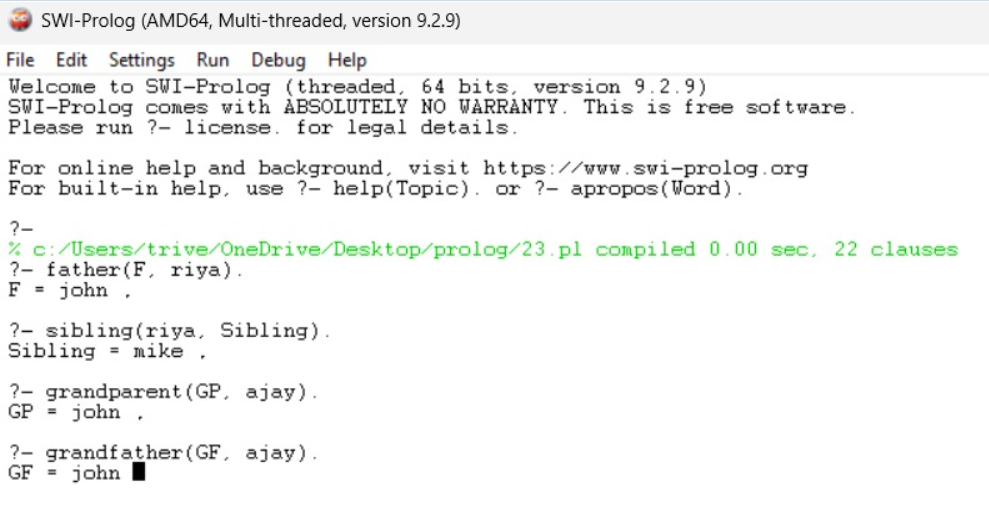 SWI-Prolog (AMD64, Multi-threaded, version 9.2.9)
File Edit Settings Run Debug Help
Welcome to SWI-Prolog (threaded, 64 bits, version 9.2.9)
SWI-Prolog comes with ABSOLUTELY NO WARRANTY. This is free software.
Please run ?- license. for legal details.
For online help and background, visit https://www.swi-prolog.org
For built-in help, use ?- help(Topic). or ?- apropos(Word).
?-
% c:/Users/trive/OneDrive/Desktop/prolog/23.pl compiled 0.00 sec, 22 clauses
?- father(F, riya).
F = john .
?- sibling(riya, Sibling).
Sibling = mike .
?- grandparent(GP, ajay).
GP = john .
?- grandfather(GF, ajay).
GF = john